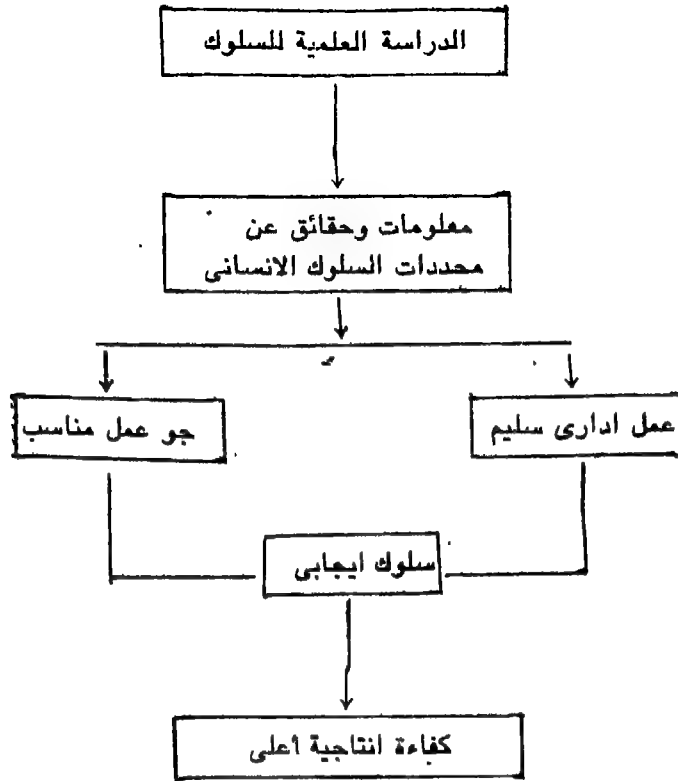 الدراسة العلمية للسلوك
معلومات وحقائق عن
محددات السلوك الانسانى
عمل ادارى سليم
جو عمل مناسب
سلوك ايجابى
كفاءة انتاجية أعلى